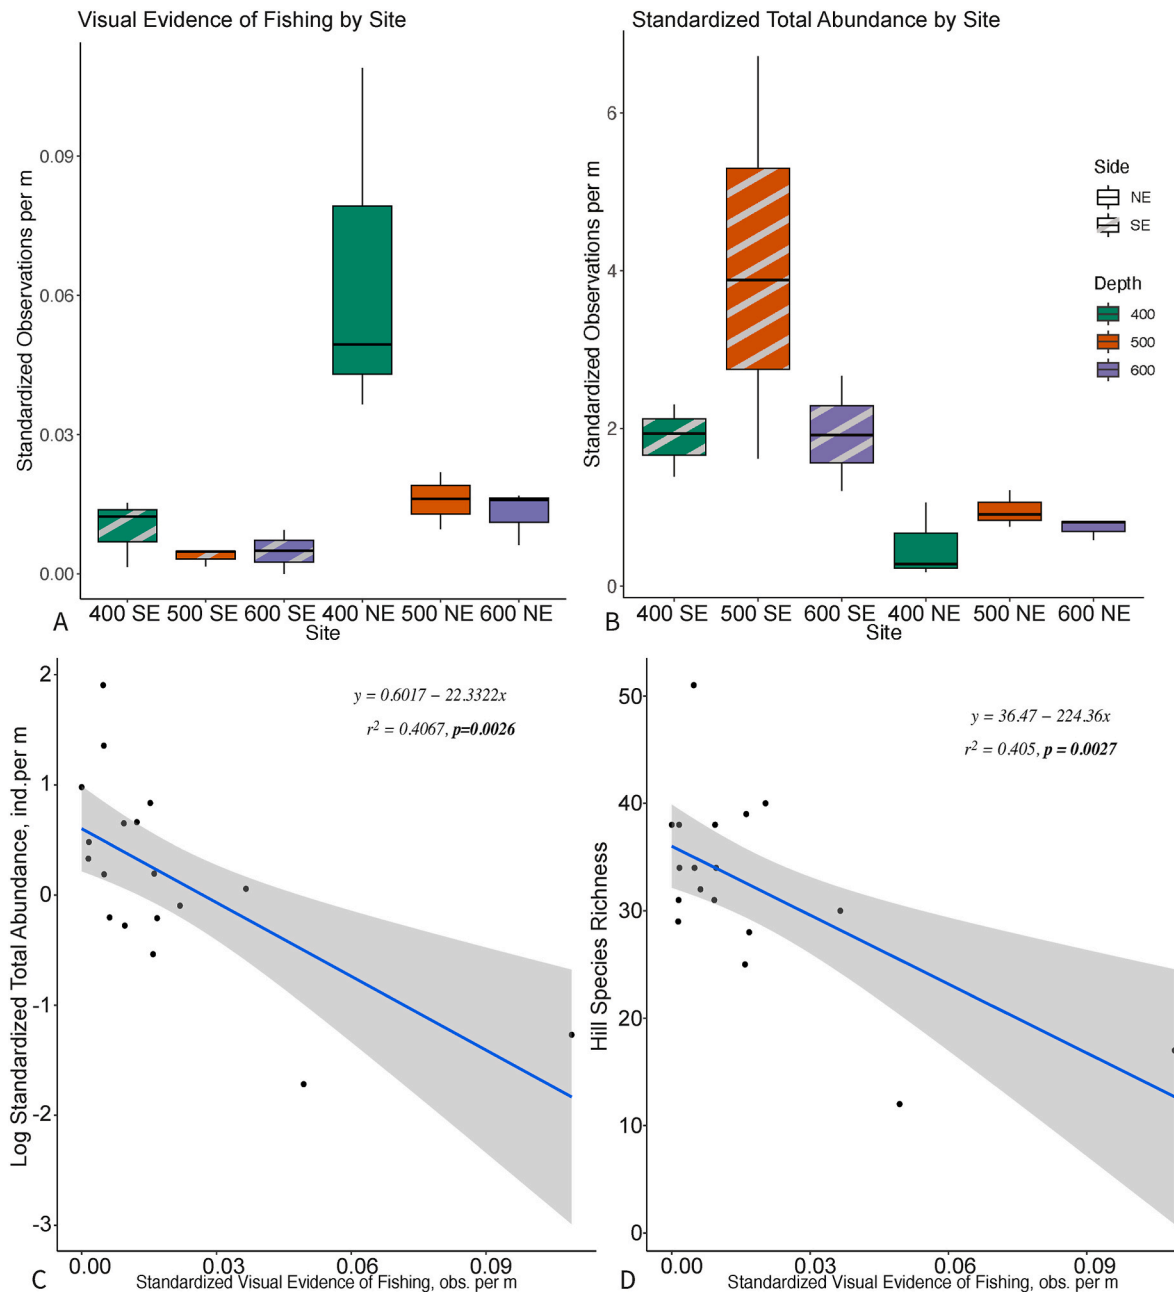 Visual Evidence of Fishing by Site
Standardized Observations per m
0.09
0.06
0.03
0.00
400 SE 500 SE 600 SE 400 NE 500 NE 600 NE
A
Site
Standardized Total Abundance by Site
Standardized Observations per m
6
4
2
0
400 SE 500 SE 600 SE 400 NE 500 NE 600 NE
B
Site
Side
NE
SE
Depth
400
500
600
Log Standardized Total Abundance, ind.per m
2
1
0
-1
-2
-3
y = 0.6017 − 22.3322x
r² = 0.4067, p=0.0026
0.00 0.03 0.06 0.09
C
Standardized Visual Evidence of Fishing, obs. per m
Hill Species Richness
50
40
30
20
10
0
y = 36.47 − 224.36x
r² = 0.405, p = 0.0027
0.00 0.03 0.06 0.09
D
Standardized Visual Evidence of Fishing, obs. per m